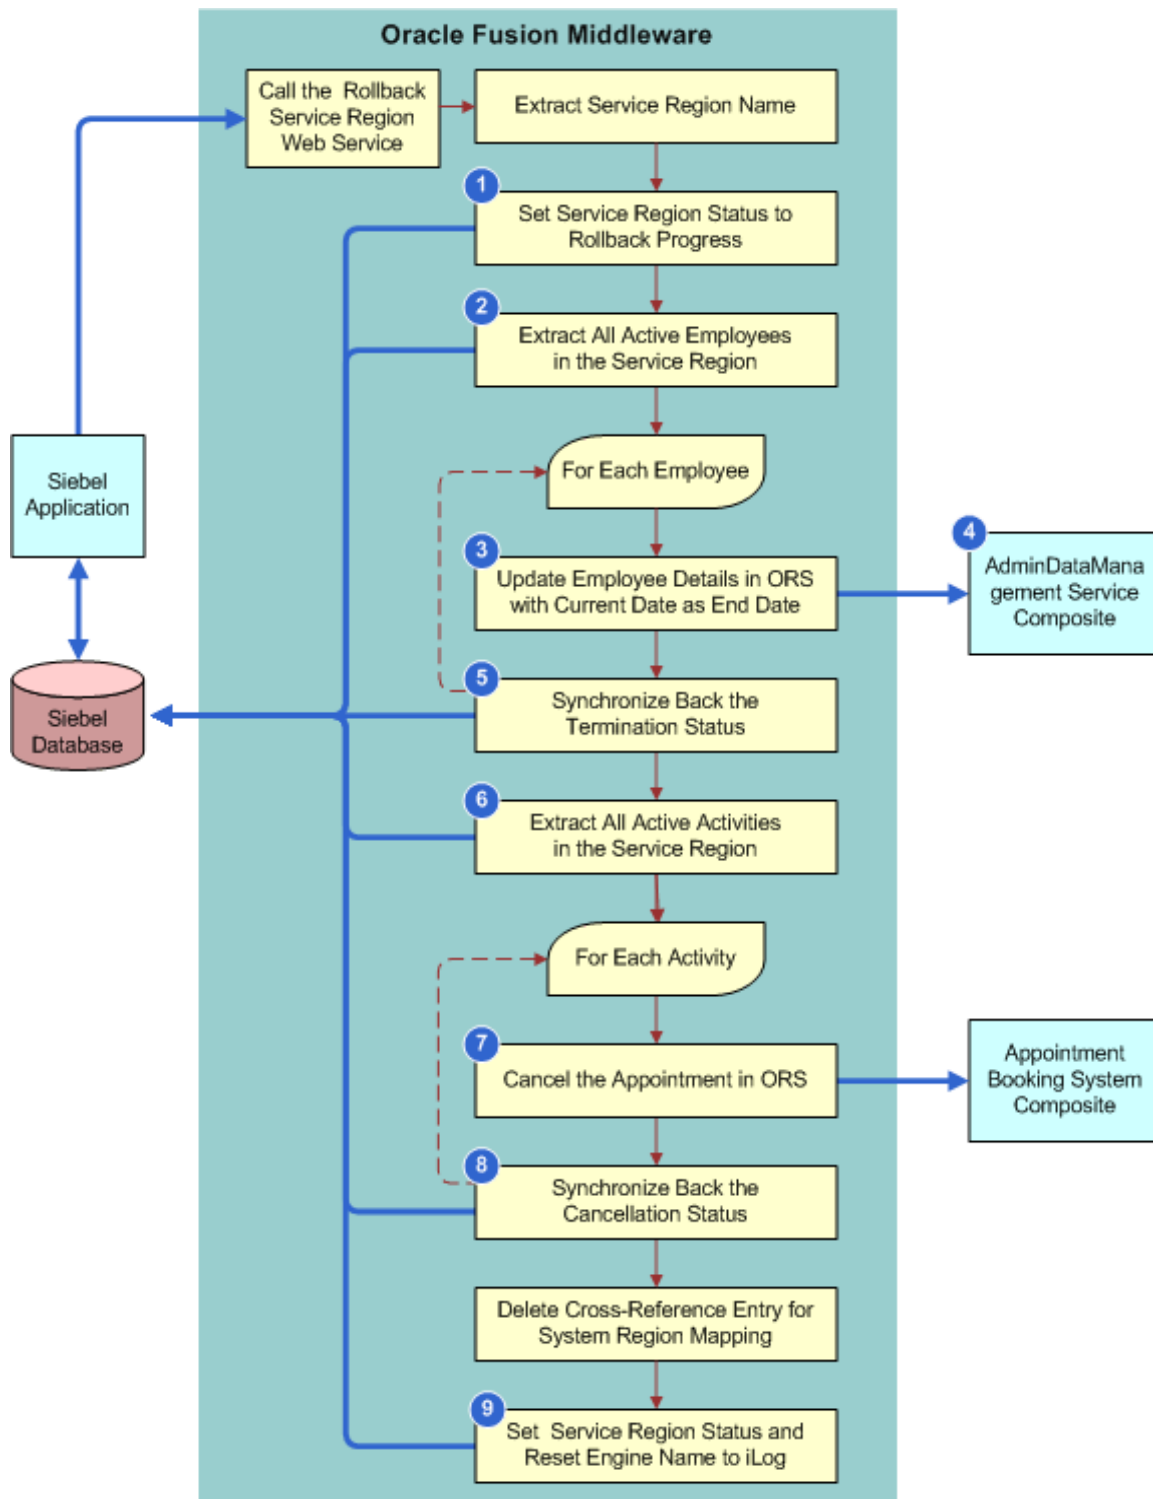 Oracle Fusion Middleware
Call the Rollback
Service Region
Web Service
Extract Service Region Name
1
Set Service Region Status to
Rollback Progress
2
Extract All Active Employees
in the Service Region
Siebel
Application
For Each Employee
3
Update Employee Details in ORS
with Current Date as End Date
4
AdminDataMana
gement Service
Composite
Siebel
Database
5
Synchronize Back the
Termination Status
6
Extract All Active Activities
in the Service Region
For Each Activity
7
Cancel the Appointment in ORS
Appointment
Booking System
Composite
8
Synchronize Back the
Cancellation Status
Delete Cross-Reference Entry for
System Region Mapping
9
Set Service Region Status and
Reset Engine Name to iLog